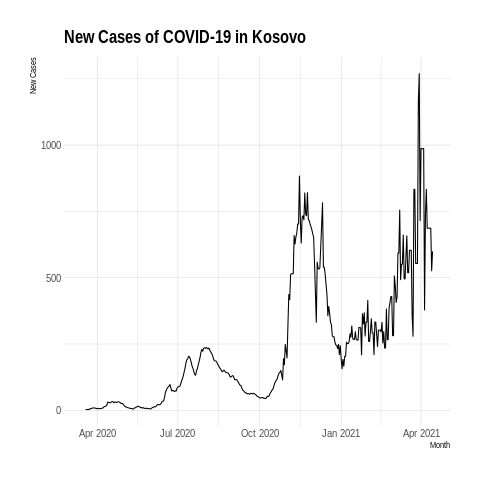 New Cases of COVID-19 in Kosovo
New Cases
1000
500
0
Apr 2020
Jul 2020
Oct 2020
Jan 2021
Apr 2021
Month